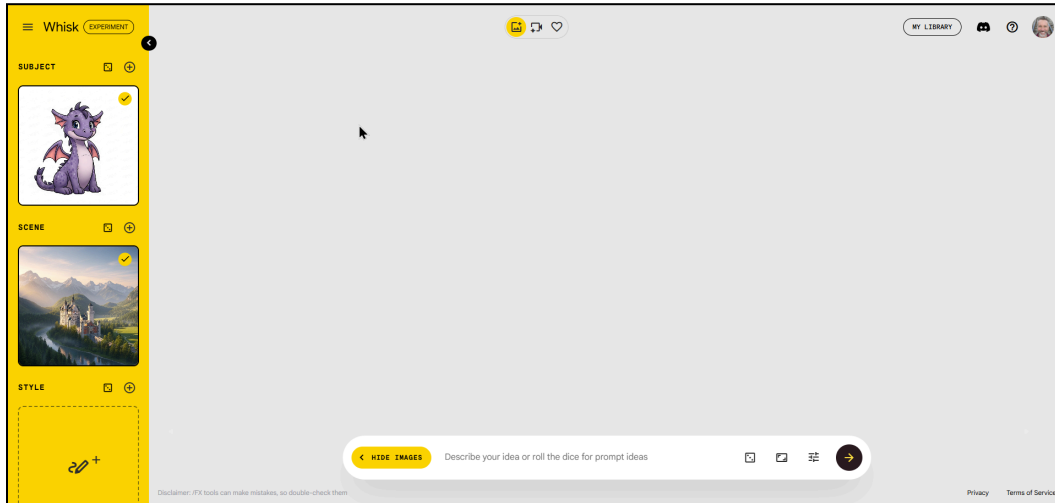 Whisk EXPERIMENT
MY LIBRARY
SUBJECT
SCENE
STYLE
HIDE IMAGES
Describe your idea or roll the dice for prompt ideas
Disclaimer: /FX tools can make mistakes, so double-check them
Privacy Terms of Service